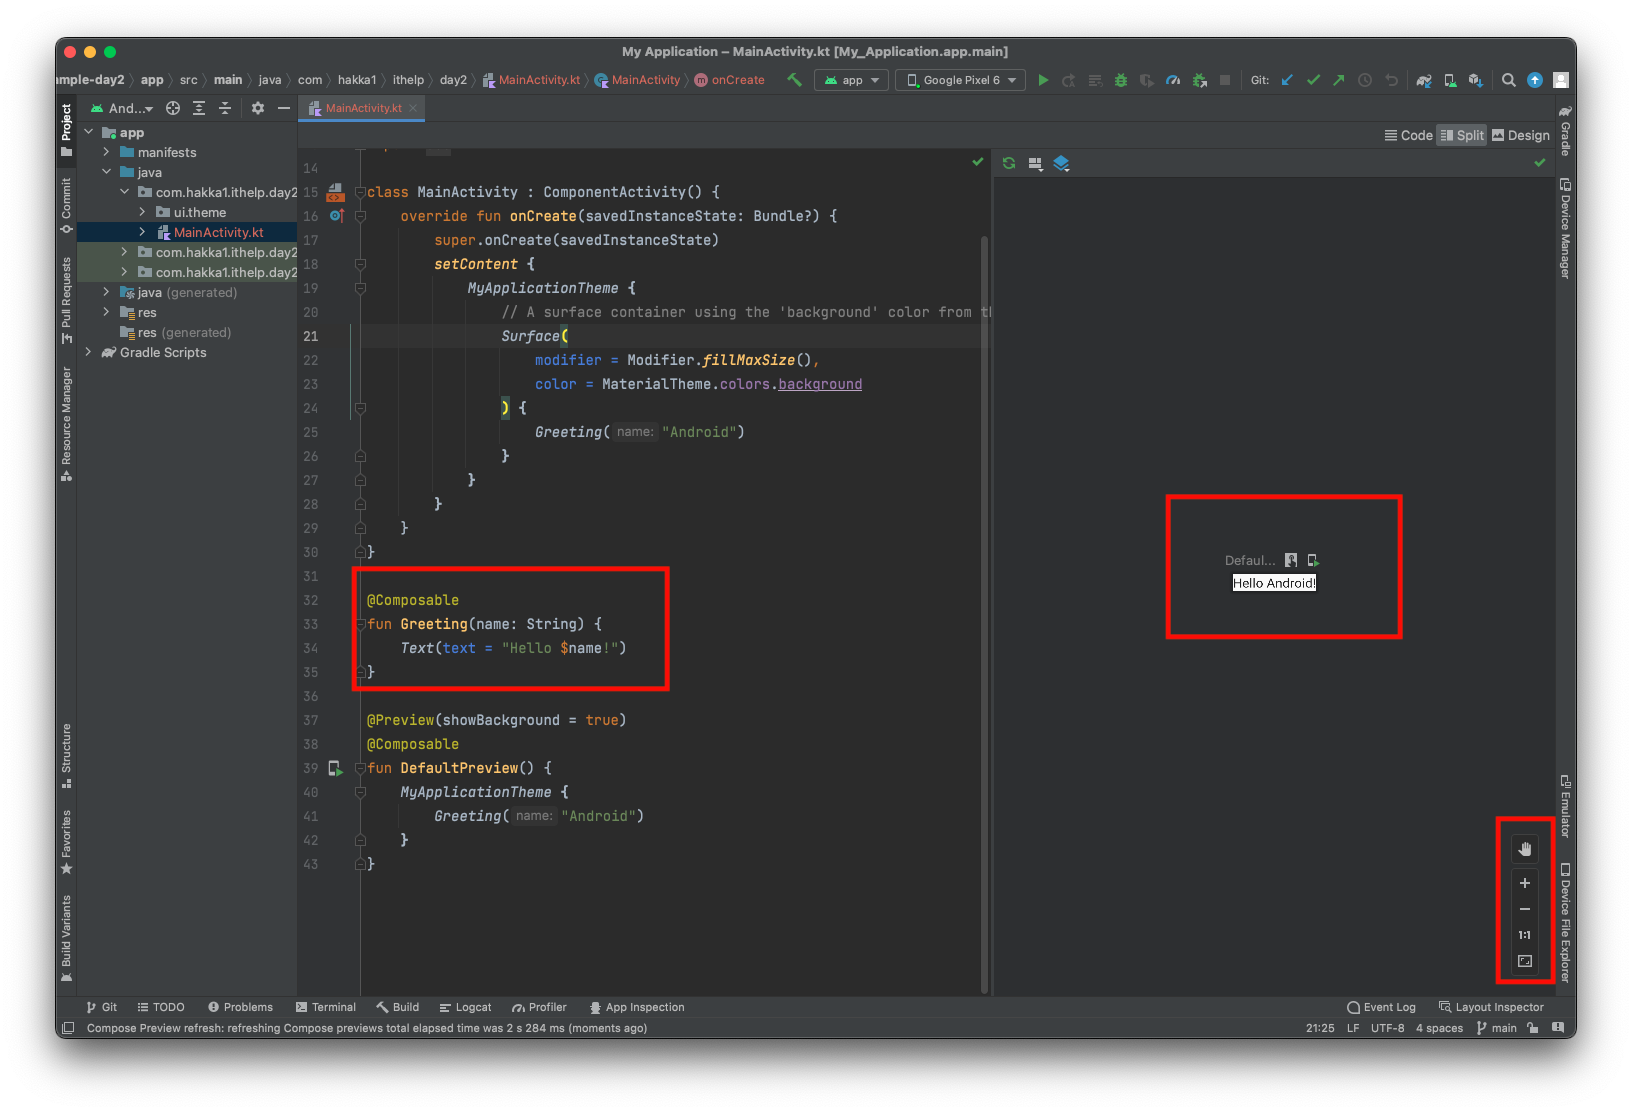 My Application – MainActivity.kt [My_Application.app.main]
ample-day2 app src main java com hakka1 ithelp day2 MainActivity.kt MainActivity onCreate app Google Pixel 6 Git:
And... MainActivity.kt
Code Split Design
Project
Commit
Pull Requests
Resource Manager
Structure
Favorites
Build Variants
app
manifests
java
com.hakka1.ithelp.day2
ui.theme
MainActivity.kt
com.hakka1.ithelp.day2
com.hakka1.ithelp.day2
java (generated)
res
res (generated)
Gradle Scripts
14
15 class MainActivity : ComponentActivity() {
16 override fun onCreate(savedInstanceState: Bundle?) {
17 super.onCreate(savedInstanceState)
18 setContent {
19 MyApplicationTheme {
20 // A surface container using the 'background' color from th
21 Surface(
22 modifier = Modifier.fillMaxSize(),
23 color = MaterialTheme.colors.background
24 ) {
25 Greeting( name: "Android")
26 }
27 }
28 }
29 }
30 }
31
32 @Composable
33 fun Greeting(name: String) {
34 Text(text = "Hello $name!")
35 }
36
37 @Preview(showBackground = true)
38 @Composable
39 fun DefaultPreview() {
40 MyApplicationTheme {
41 Greeting( name: "Android")
42 }
43 }
Defaul...
Hello Android!
1:1
Gradle
Device Manager
Emulator
Device File Explorer
Git TODO Problems Terminal Build Logcat Profiler App Inspection Event Log Layout Inspector
Compose Preview refresh: refreshing Compose previews total elapsed time was 2 s 284 ms (moments ago) 21:25 LF UTF-8 4 spaces main